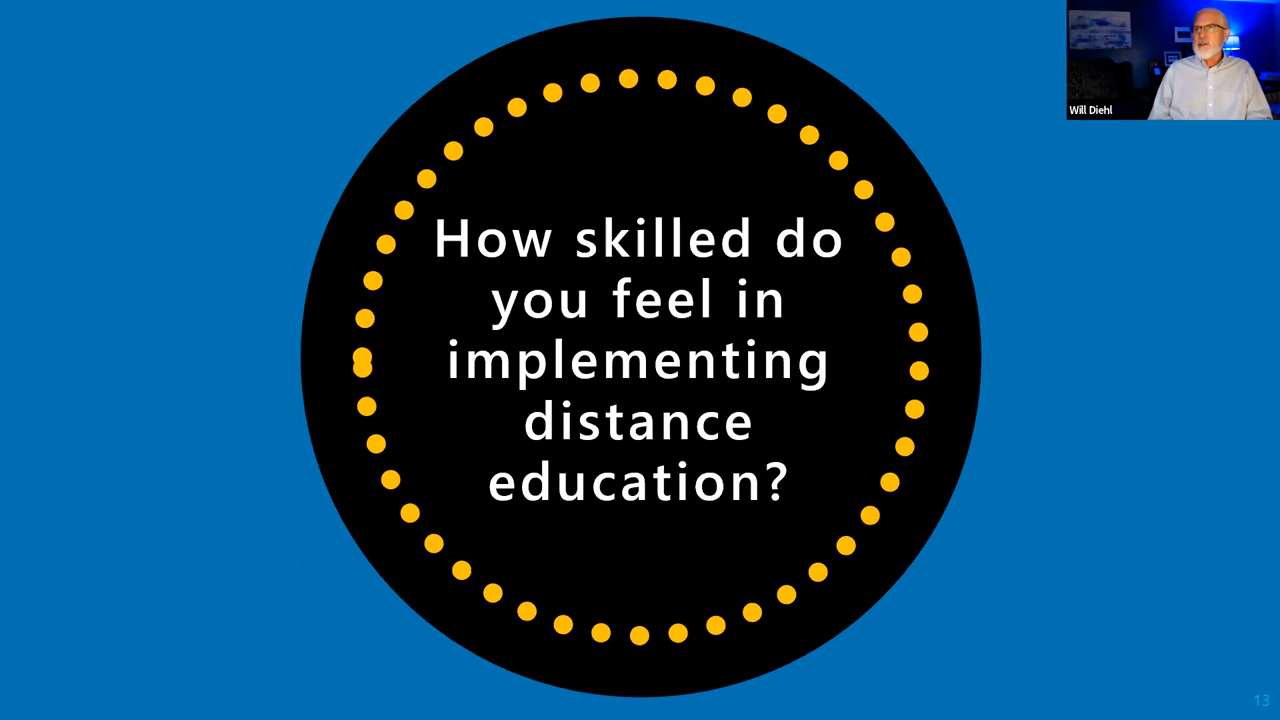 Will Diehl
How skilled do
you feel in
implementing
distance
education?
13